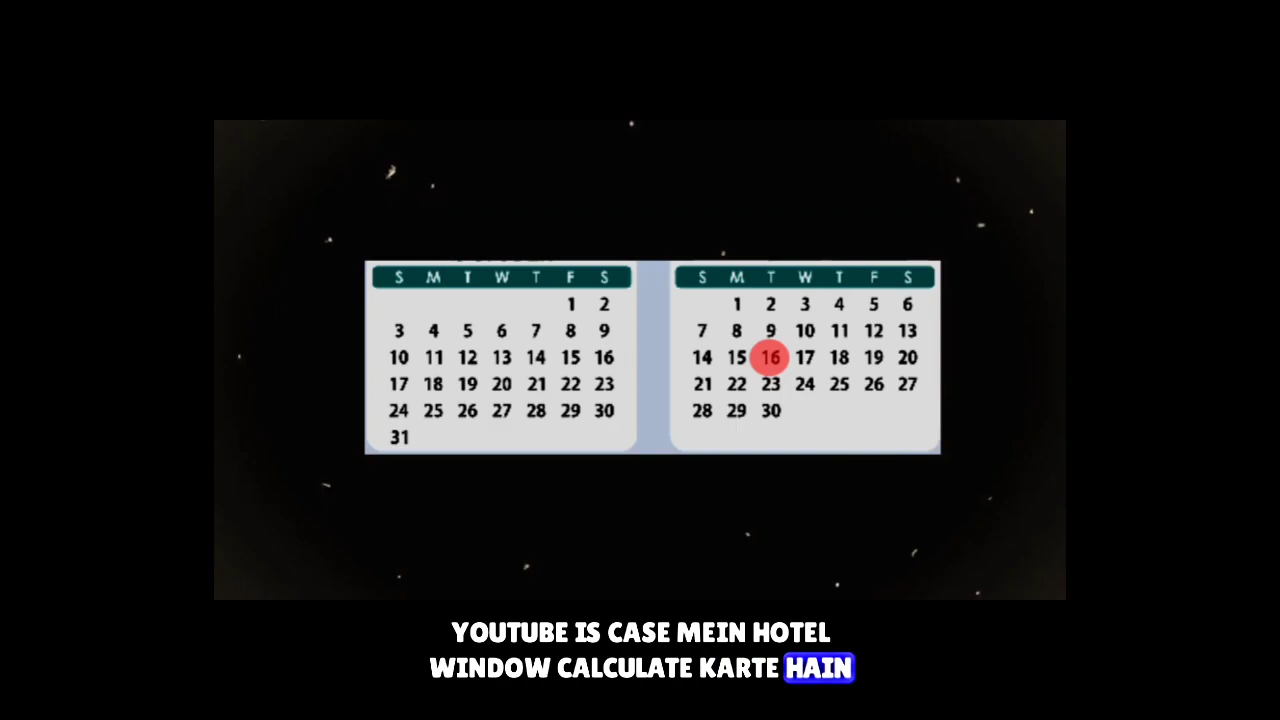 S M T W T F S
1 2
3 4 5 6 7 8 9
10 11 12 13 14 15 16
17 18 19 20 21 22 23
24 25 26 27 28 29 30
31
S M T W T F S
1 2 3 4 5 6
7 8 9 10 11 12 13
14 15 16 17 18 19 20
21 22 23 24 25 26 27
28 29 30
YOUTUBE IS CASE MEIN HOTEL
WINDOW CALCULATE KARTE HAIN